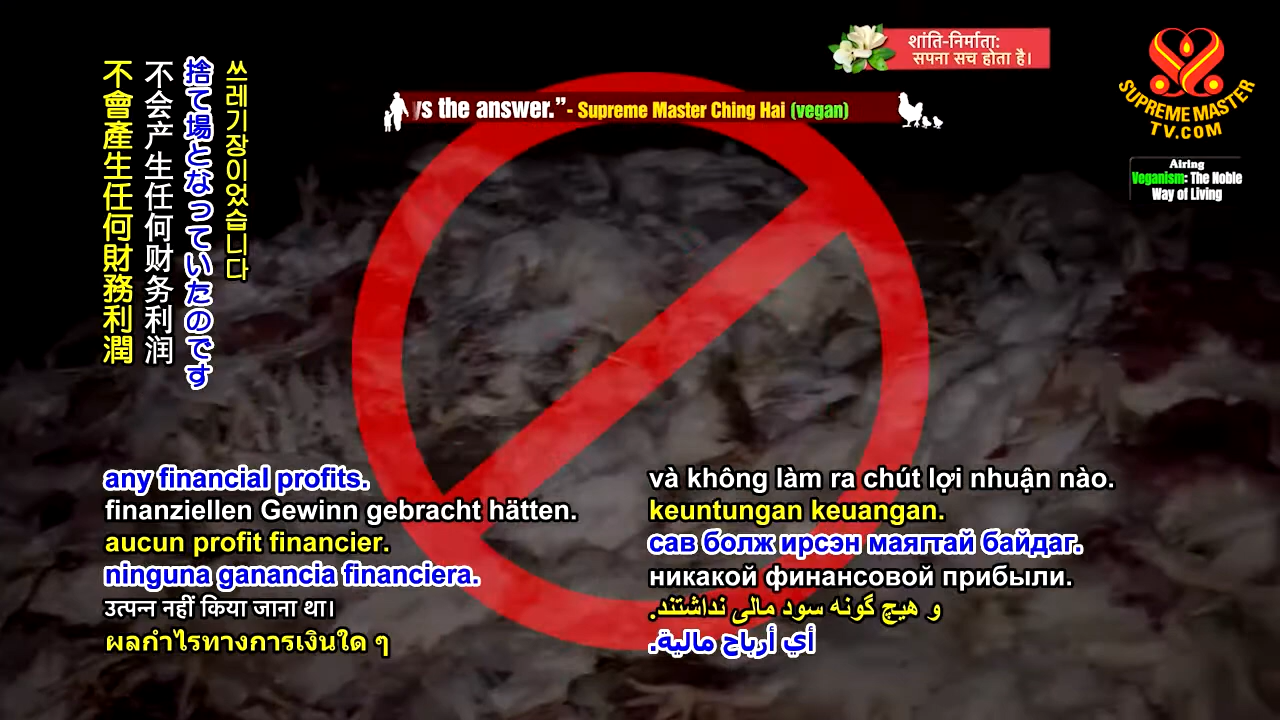 शांति-निर्माता:
सपना सच होता है।
SUPREME MASTER
TV.COM
ys the answer.”- Supreme Master Ching Hai (vegan)
Airing
Veganism: The Noble
Way of Living
쓰레기장이었습니다
捨て場となっていたのです
不会产生任何财务利润
不會產生任何財務利潤
any financial profits.
finanziellen Gewinn gebracht hätten.
aucun profit financier.
ninguna ganancia financiera.
उत्पन्न नहीं किया जाना था।
ผลกำไรทางการเงินใด ๆ
và không làm ra chút lợi nhuận nào.
keuntungan keuangan.
сав болж ирсэн маягтай байдаг.
никакой финансовой прибыли.
و هیچ گونه سود مالی نداشتند.
أي أرباح مالية.